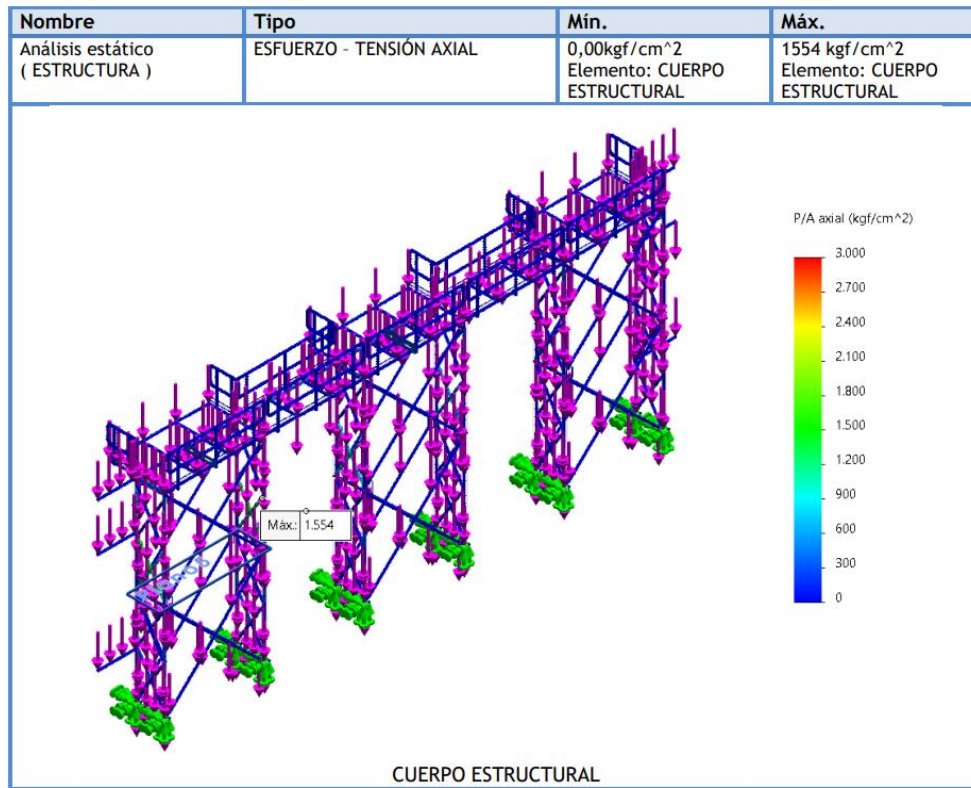 Nombre
Tipo
Mín.
Máx.
Análisis estático
( ESTRUCTURA )
ESFUERZO - TENSIÓN AXIAL
0,00kgf/cm^2
Elemento: CUERPO
ESTRUCTURAL
1554 kgf/cm^2
Elemento: CUERPO
ESTRUCTURAL
P/A axial (kgf/cm^2)
3.000
2.700
2.400
2.100
1.800
1.500
1.200
900
600
300
0
Máx.: 1.554
CUERPO ESTRUCTURAL